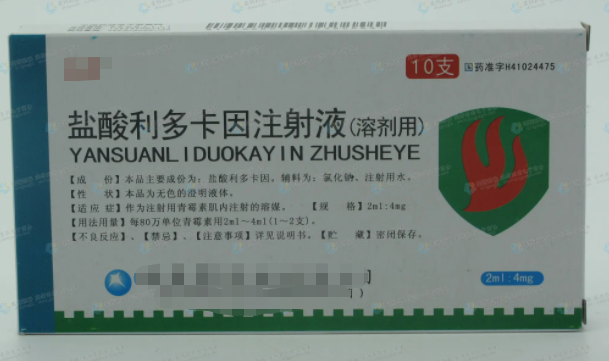 10支 国药准字H41024475
盐酸利多卡因注射液(溶剂用)
YANSUANLIDUOKAYIN ZHUSHEYE
【成 份】本品主要成份为:盐酸利多卡因。辅料为:氯化钠、注射用水。
【性 状】本品为无色的澄明液体。
【适应症】作为注射用青霉素肌内注射的溶媒。【规 格】2ml:4mg
【用法用量】每80万单位青霉素用2ml～4ml(1～2支)。
【不良反应】、【禁忌】、【注意事项】详见说明书。【贮 藏】密闭保存。
)
2ml:4mg